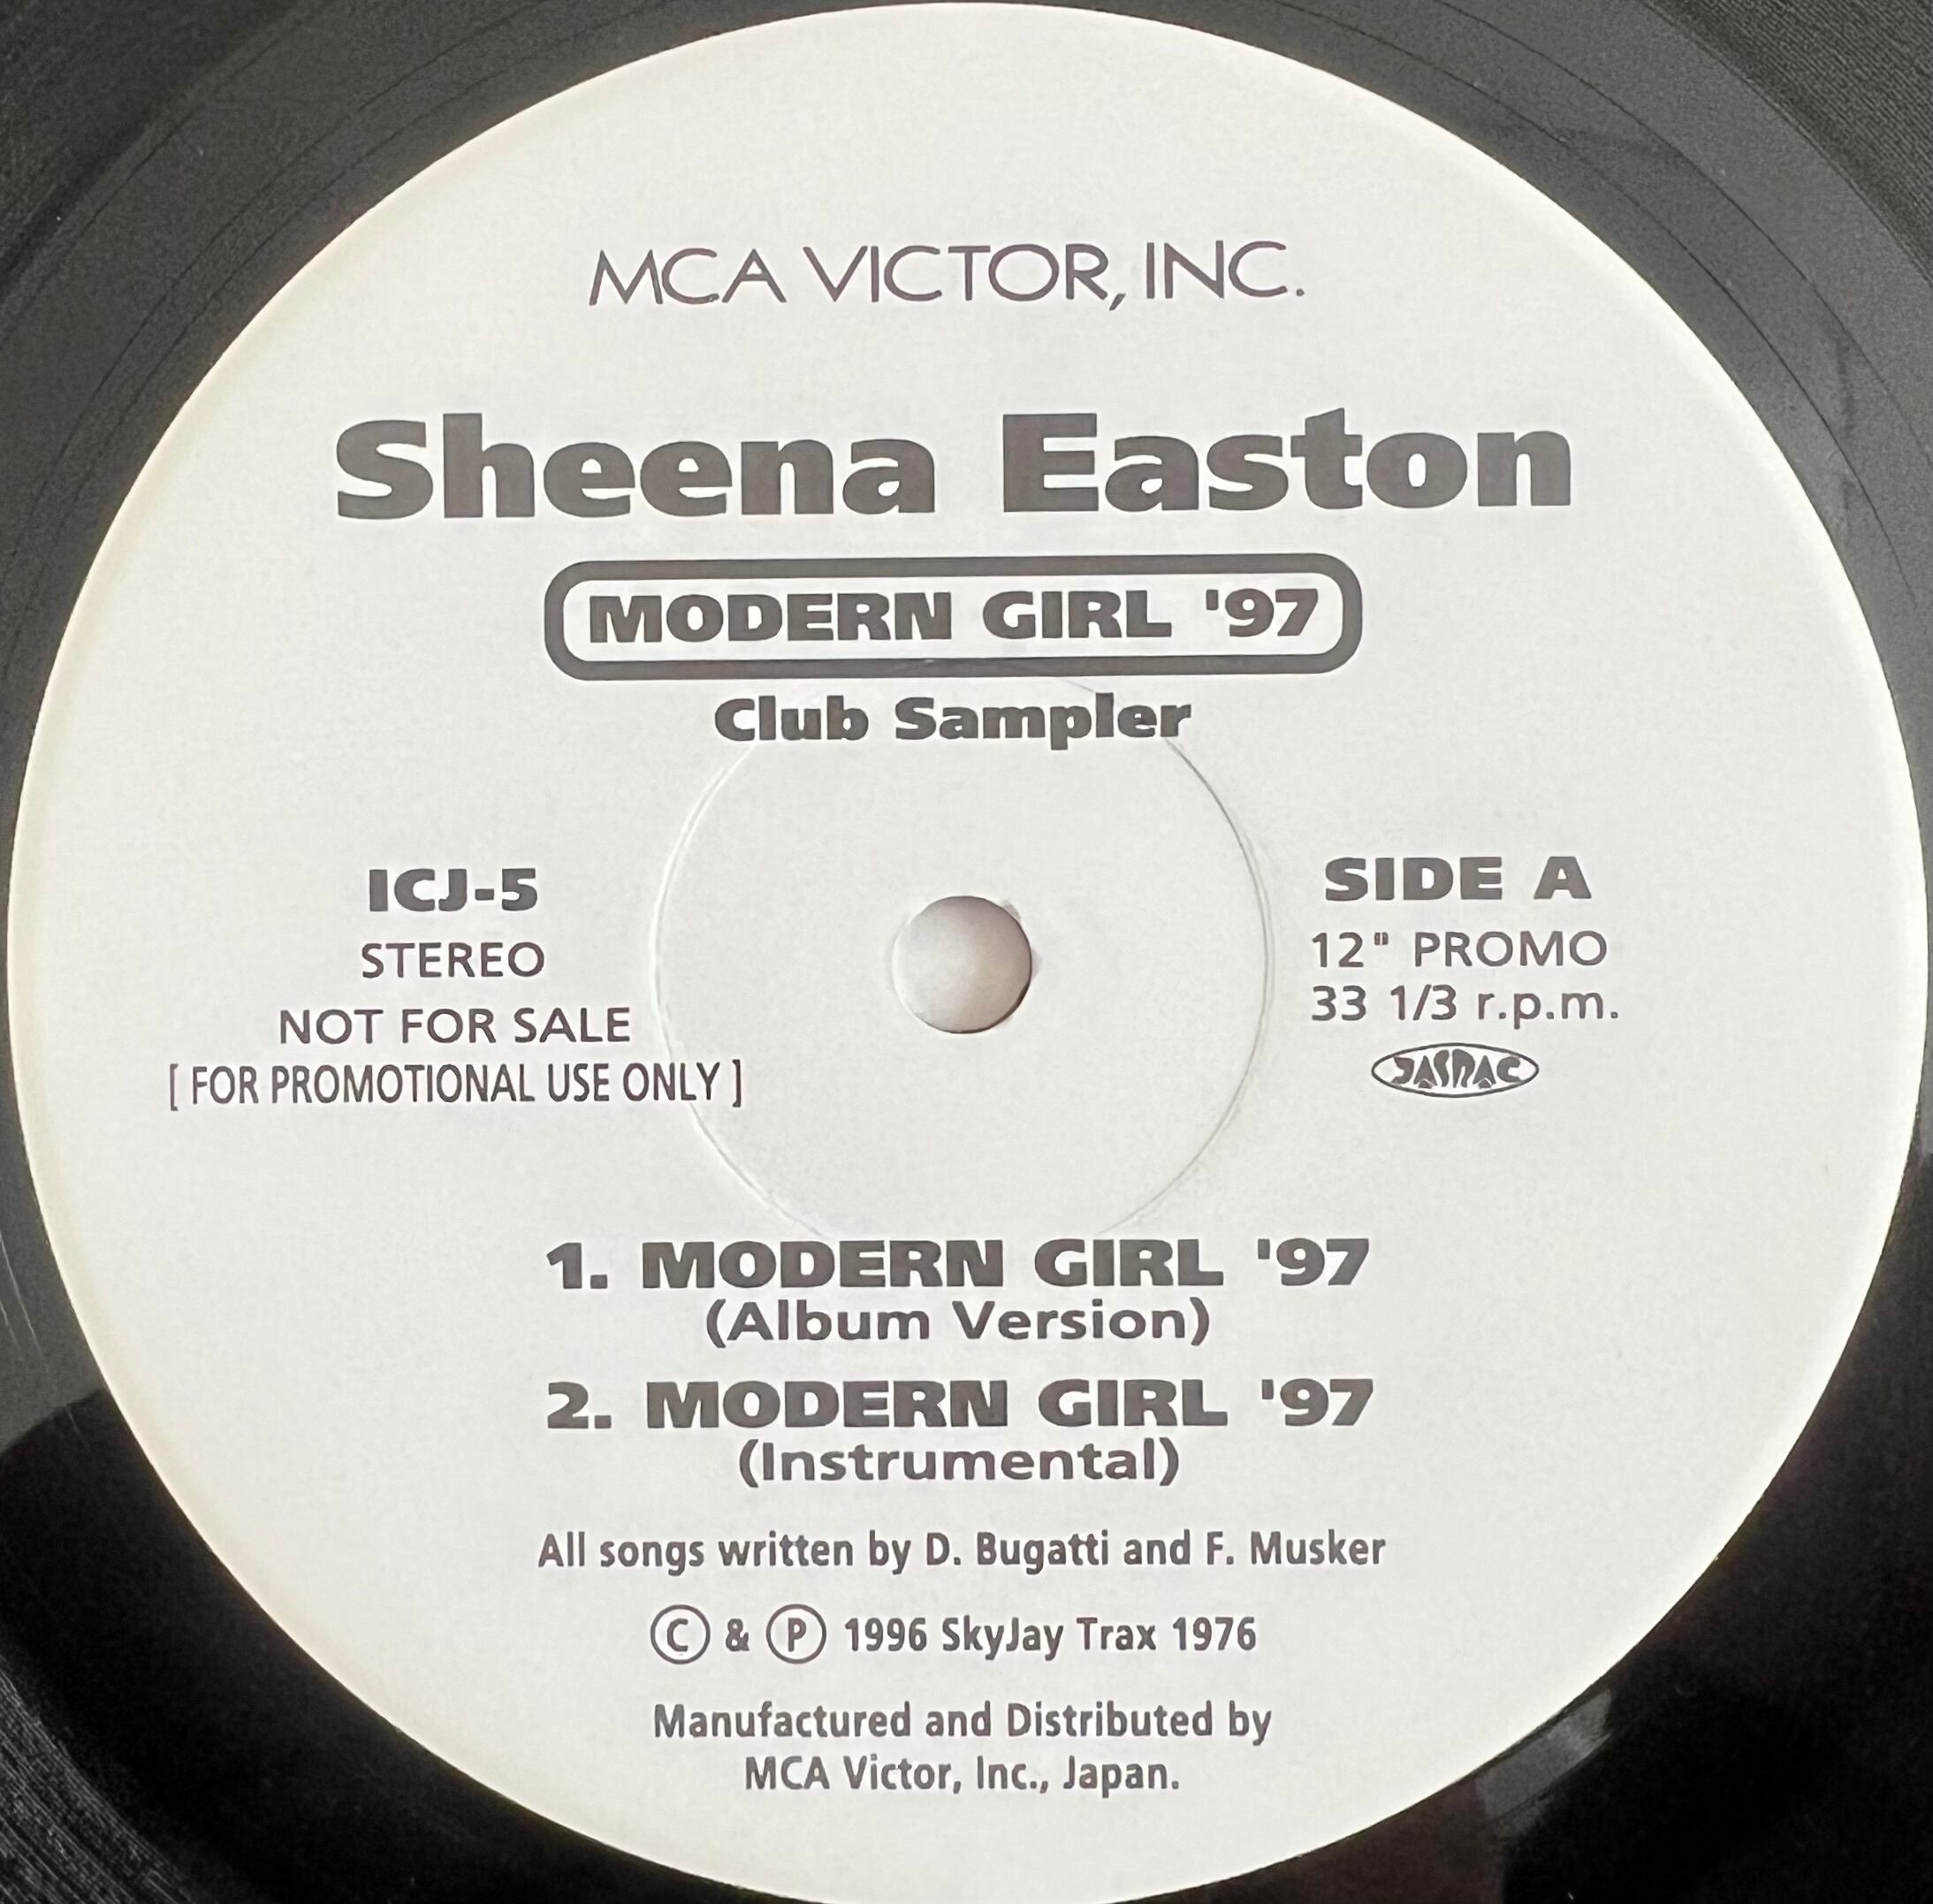 MCA VICTOR, INC.
Sheena Easton
MODERN GIRL '97
Club Sampler
ICJ-5
STEREO
NOT FOR SALE
[ FOR PROMOTIONAL USE ONLY ]
SIDE A
12" PROMO
33 1/3 r.p.m.
JASRAC
1. MODERN GIRL '97
(Album Version)
2. MODERN GIRL '97
(Instrumental)
All songs written by D. Bugatti and F. Musker
Ⓒ & Ⓟ 1996 SkyJay Trax 1976
Manufactured and Distributed by
MCA Victor, Inc., Japan.